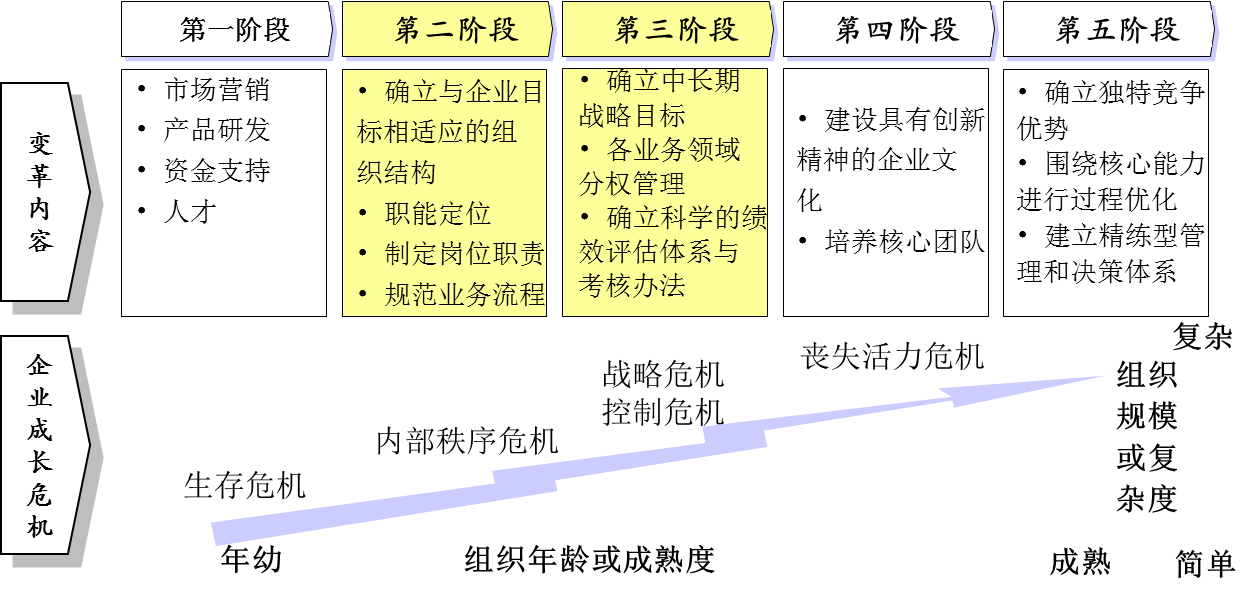 第一阶段
第二阶段
第三阶段
第四阶段
第五阶段
变革内容
• 市场营销
• 产品研发
• 资金支持
• 人才
• 确立与企业目
标相适应的组
织结构
• 职能定位
• 制定岗位职责
• 规范业务流程
• 确立中长期
战略目标
• 各业务领域
分权管理
• 确立科学的绩
效评估体系与
考核办法
• 建设具有创新
精神的企业文
化
• 培养核心团队
• 确立独特竞争
优势
• 围绕核心能力
进行过程优化
• 建立精练型管
理和决策体系
企业成长危机
生存危机
内部秩序危机
战略危机
控制危机
丧失活力危机
复杂
组织
规模
或复
杂度
简单
年幼
组织年龄或成熟度
成熟